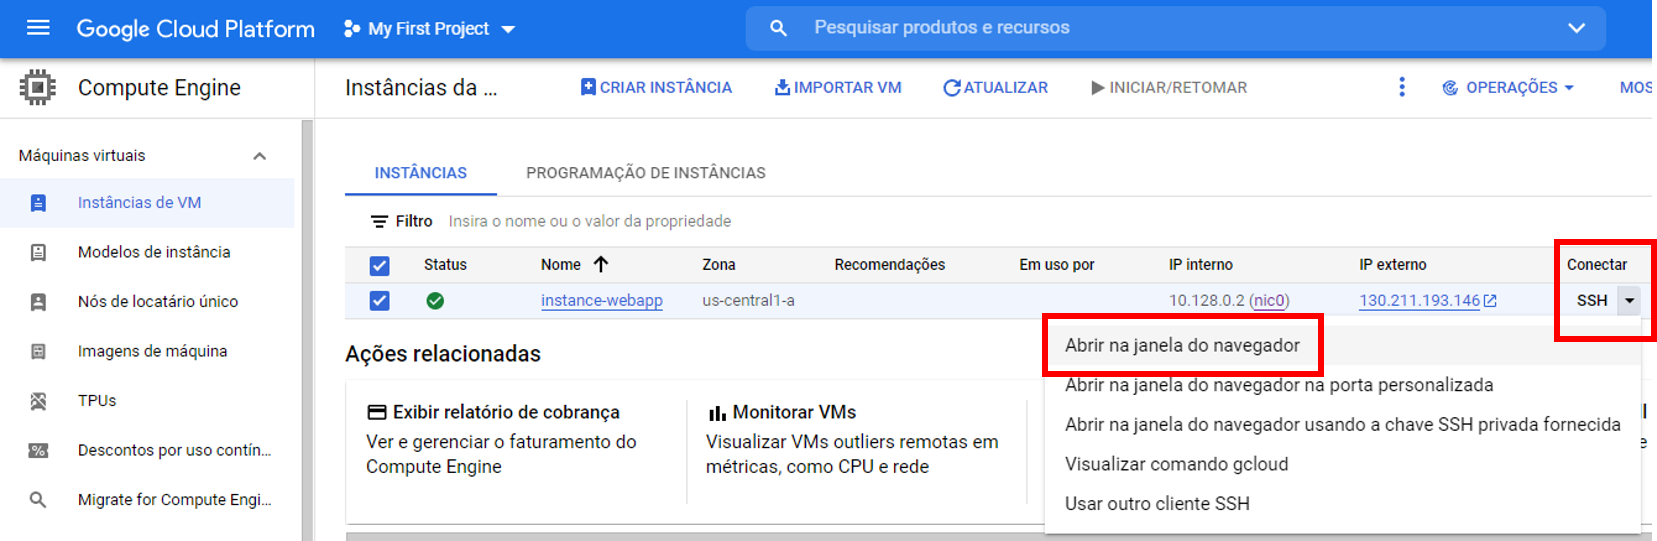 Google Cloud Platform My First Project Pesquisar produtos e recursos
Compute Engine Instâncias da ... CRIAR INSTÂNCIA IMPORTAR VM ATUALIZAR INICIAR/RETOMAR OPERAÇÕES MOS
Máquinas virtuais
Instâncias de VM
Modelos de instância
Nós de locatário único
Imagens de máquina
TPUs
Descontos por uso contín...
Migrate for Compute Engi...
INSTÂNCIAS PROGRAMAÇÃO DE INSTÂNCIAS
Filtro Insira o nome ou o valor da propriedade
Status Nome Zona Recomendações Em uso por IP interno IP externo Conectar
instance-webapp us-central1-a 10.128.0.2 (nic0) 130.211.193.146 SSH
Ações relacionadas
Exibir relatório de cobrança
Ver e gerenciar o faturamento do
Compute Engine
Monitorar VMs
Visualizar VMs outliers remotas em
métricas, como CPU e rede
Abrir na janela do navegador
Abrir na janela do navegador na porta personalizada
Abrir na janela do navegador usando a chave SSH privada fornecida
Visualizar comando gcloud
Usar outro cliente SSH